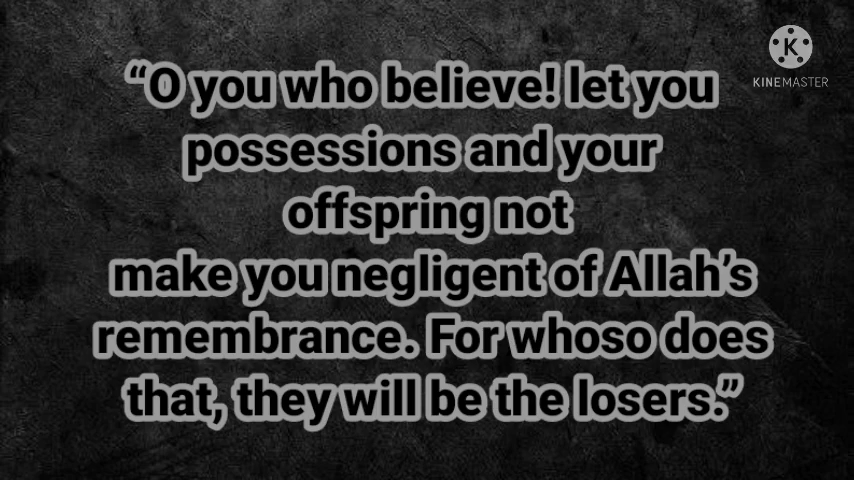 K
KINEMASTER
“O you who believe! let you
possessions and your
offspring not
make you negligent of Allah’s
remembrance. For whoso does
that, they will be the losers.”